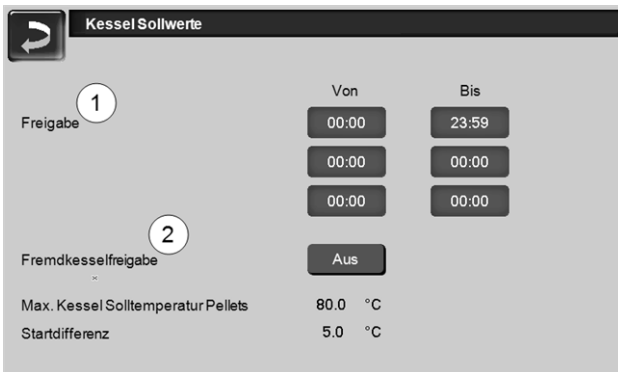 Kessel Sollwerte
1
Von Bis
Freigabe 00:00 23:59
00:00 00:00
00:00 00:00
2
Fremdkesselfreigabe Aus
Max. Kessel Solltemperatur Pellets 80.0 °C
Startdifferenz 5.0 °C